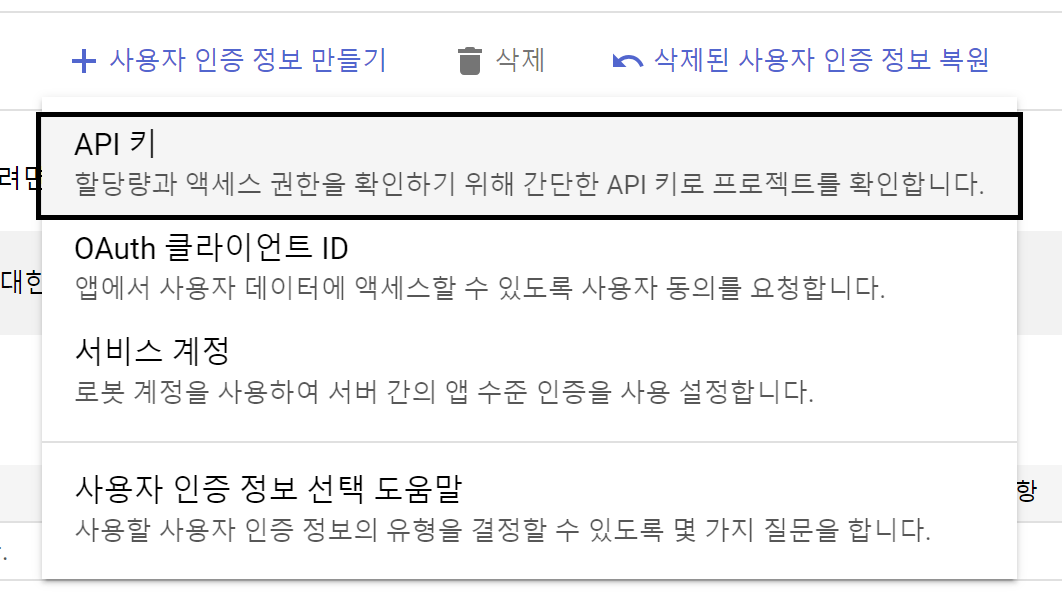 사용자 인증 정보 만들기 삭제 삭제된 사용자 인증 정보 복원
API 키
할당량과 액세스 권한을 확인하기 위해 간단한 API 키로 프로젝트를 확인합니다.
OAuth 클라이언트 ID
앱에서 사용자 데이터에 액세스할 수 있도록 사용자 동의를 요청합니다.
서비스 계정
로봇 계정을 사용하여 서버 간의 앱 수준 인증을 사용 설정합니다.
사용자 인증 정보 선택 도움말
사용할 사용자 인증 정보의 유형을 결정할 수 있도록 몇 가지 질문을 합니다.